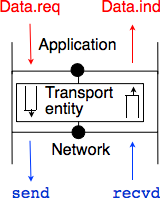 Data.req Data.ind
Application
Transport
entity
Network
send recvd